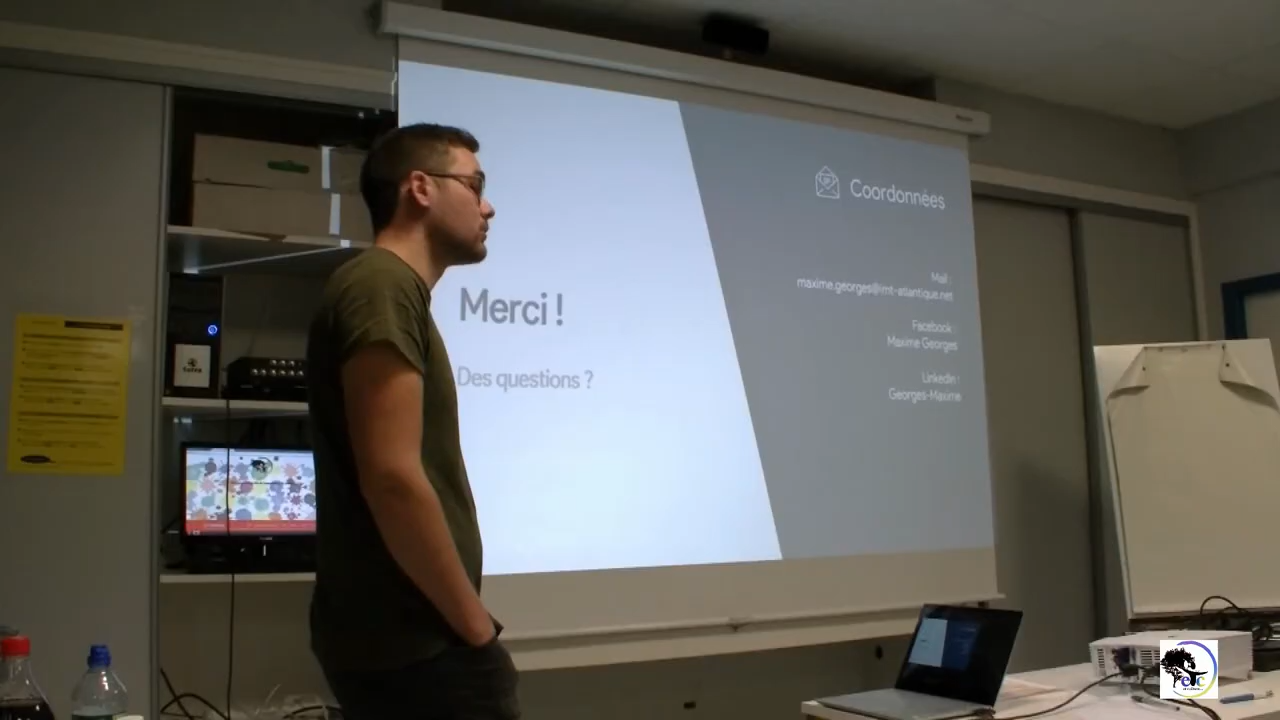 Merci !
Des questions ?
Coordonnées
Mail :
maxime.georges@imt-atlantique.net
Facebook :
Maxime Georges
Linkedin :
Georges-Maxime